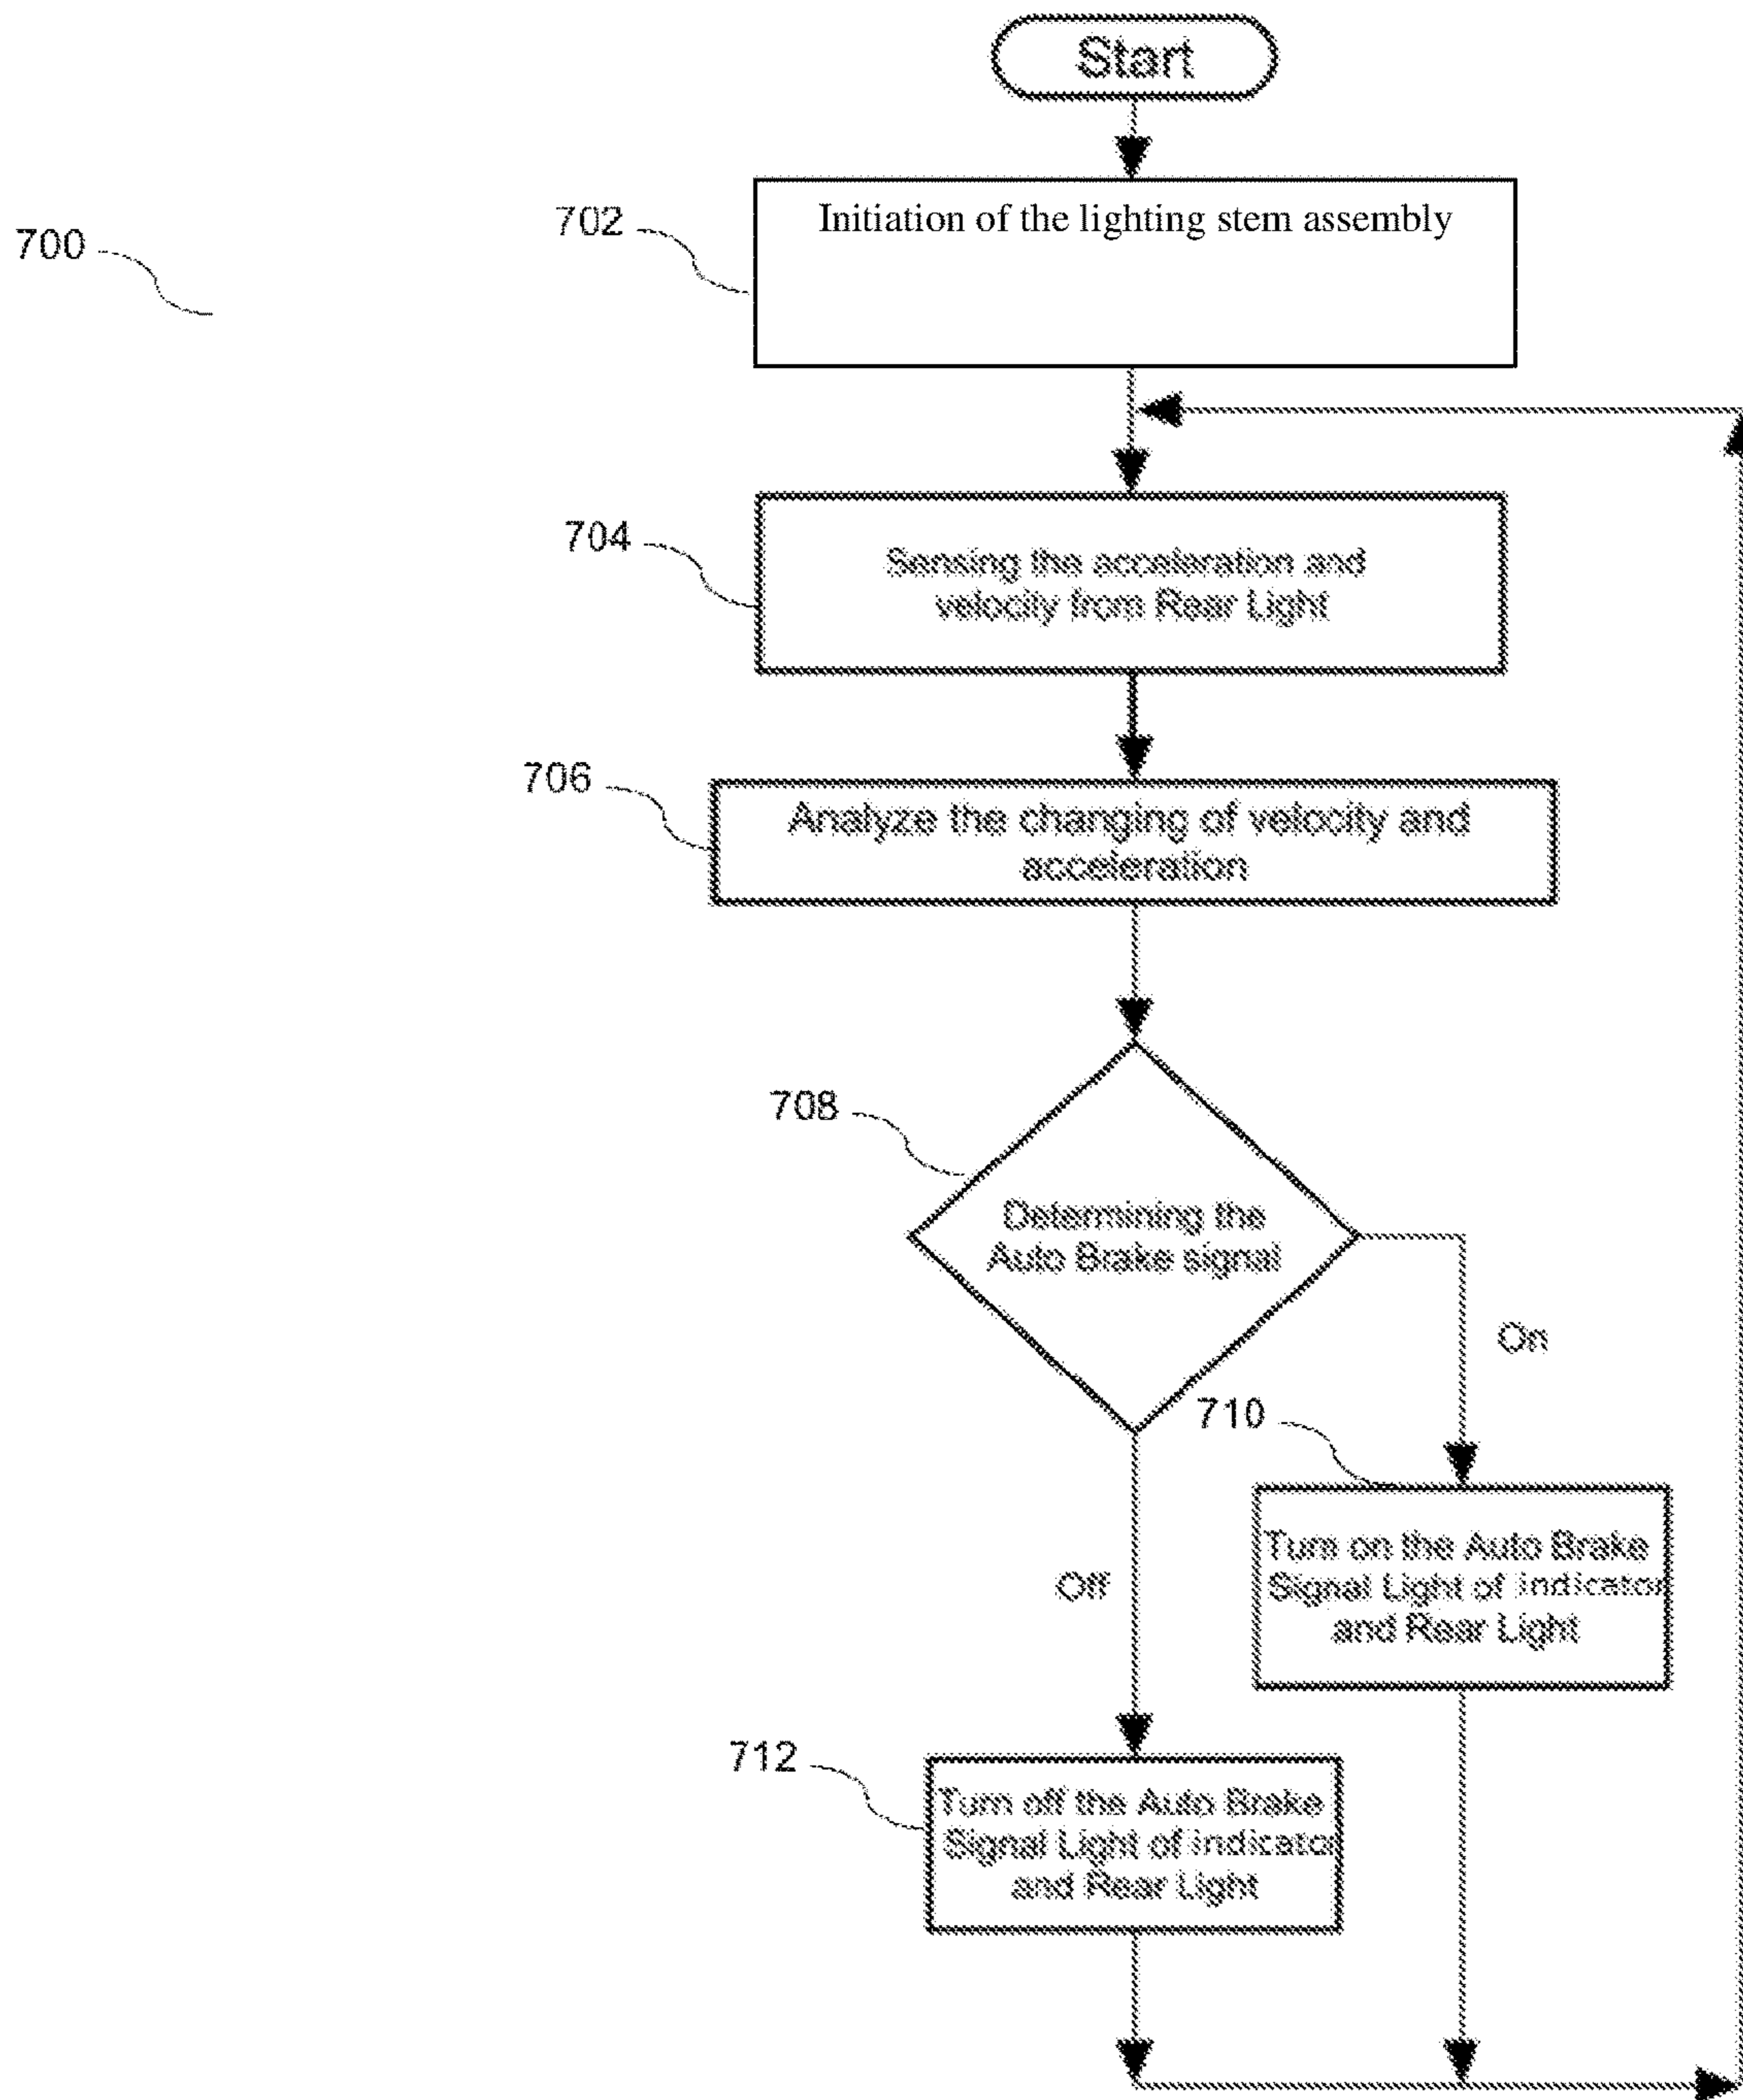 Start
702
Initiation of the lighting stem assembly
700
704
Sensing the acceleration and
velocity from Rear Light
706
Analyze the changing of velocity and
acceleration
708
Determining the
Auto Brake signal
On
710
Turn on the Auto Brake
Signal Light of indicator
and Rear Light
Off
712
Turn off the Auto Brake
Signal Light of indicator
and Rear Light